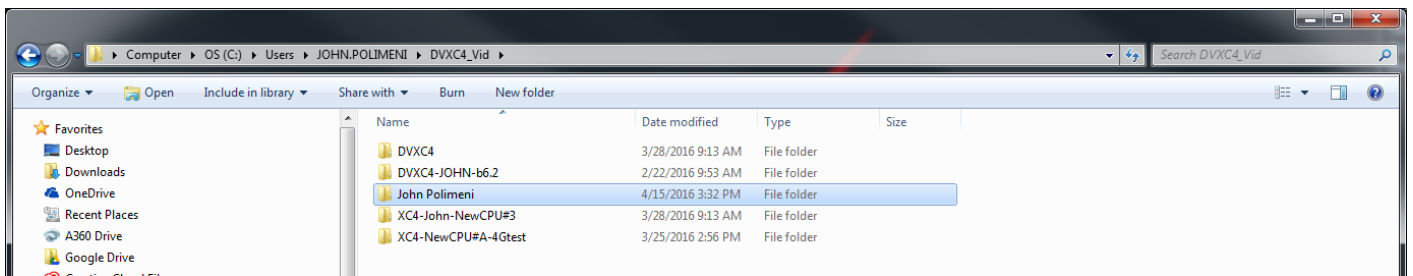 Computer ▸ OS (C:) ▸ Users ▸ JOHN.POLIMENI ▸ DVXC4_Vid ▸
Search DVXC4_Vid
Organize ▾ Open Include in library ▾ Share with ▾ Burn New folder
Favorites
Desktop
Downloads
OneDrive
Recent Places
A360 Drive
Google Drive
Name Date modified Type Size
DVXC4 3/28/2016 9:13 AM File folder
DVXC4-JOHN-b6.2 2/22/2016 9:53 AM File folder
John Polimeni 4/15/2016 3:32 PM File folder
XC4-John-NewCPU#3 3/28/2016 9:13 AM File folder
XC4-NewCPU#A-4Gtest 3/25/2016 2:56 PM File folder